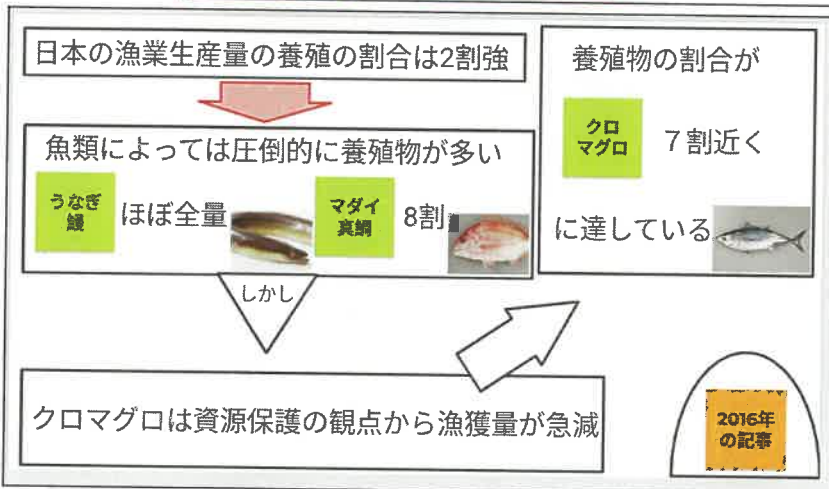 日本の漁業生産量の養殖の割合は2割強
魚類によっては圧倒的に養殖物が多い
うなぎ
鰻
ほぼ全量
マダイ
真鯛
8割
しかし
クロマグロは資源保護の観点から漁獲量が急減
養殖物の割合が
クロ
マグロ
7割近く
に達している
2016年
の記事